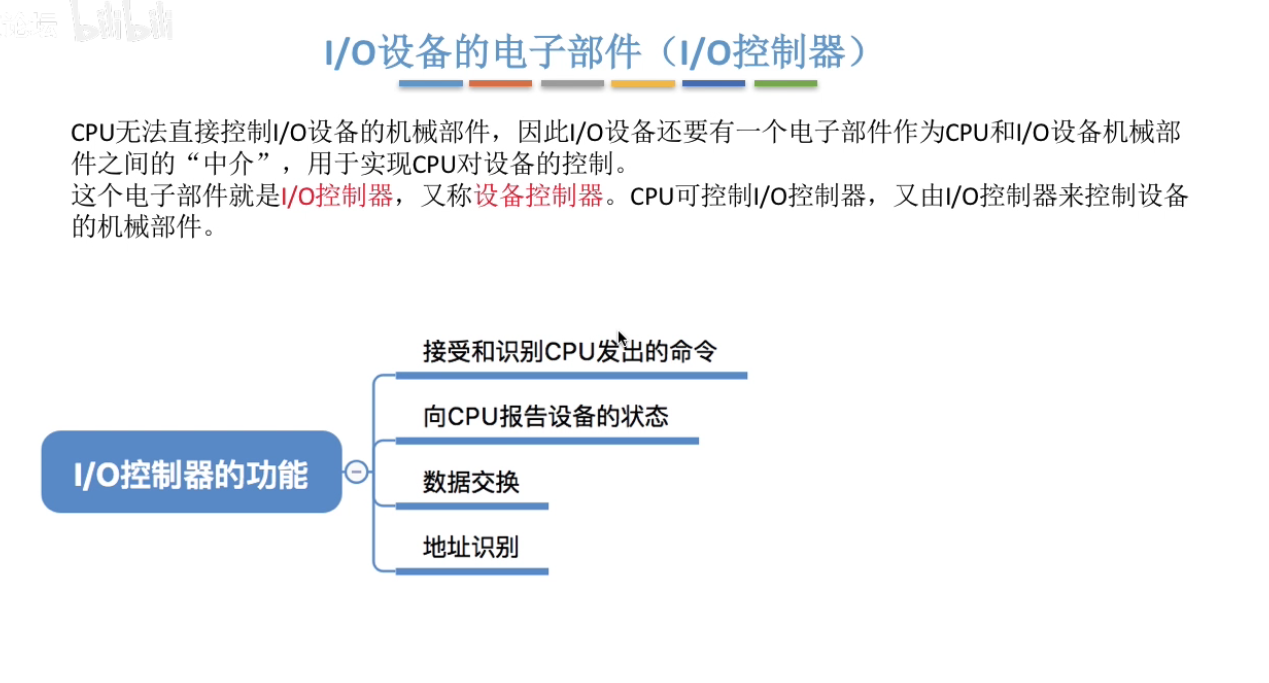 bilibili
I/O设备的电子部件（I/O控制器）
CPU无法直接控制I/O设备的机械部件，因此I/O设备还要有一个电子部件作为CPU和I/O设备机械部
件之间的“中介”，用于实现CPU对设备的控制。
这个电子部件就是I/O控制器，又称设备控制器。CPU可控制I/O控制器，又由I/O控制器来控制设备
的机械部件。
接受和识别CPU发出的命令
向CPU报告设备的状态
I/O控制器的功能
数据交换
地址识别